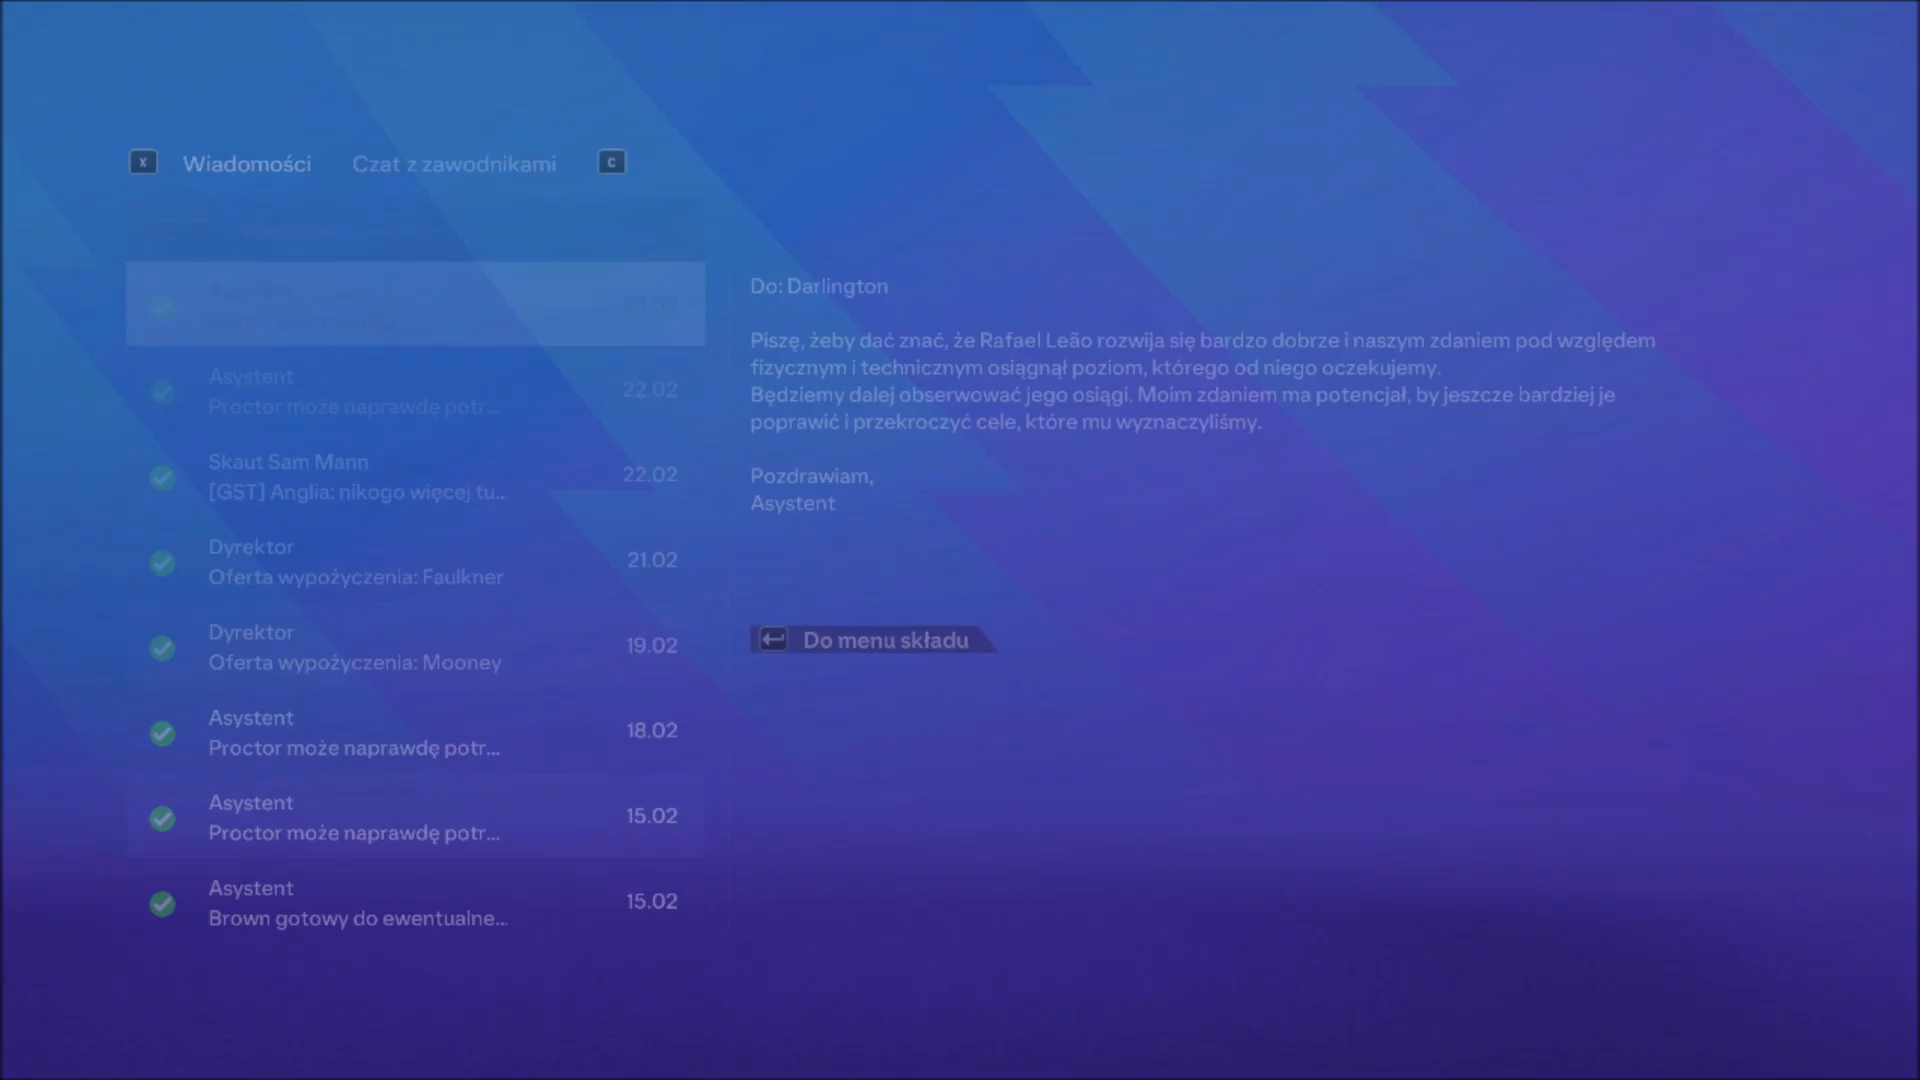 X Wiadomości Czat z zawodnikami C
Asystent
Proctor może naprawdę potr...
22.02
Skaut Sam Mann
[GST] Anglia: nikogo więcej tu...
22.02
Dyrektor
Oferta wypożyczenia: Faulkner
21.02
Dyrektor
Oferta wypożyczenia: Mooney
19.02
Asystent
Proctor może naprawdę potr...
18.02
Asystent
Proctor może naprawdę potr...
15.02
Asystent
Brown gotowy do ewentualne...
15.02
Do: Darlington
Piszę, żeby dać znać, że Rafael Leão rozwija się bardzo dobrze i naszym zdaniem pod względem
fizycznym i technicznym osiągnął poziom, którego od niego oczekujemy.
Będziemy dalej obserwować jego osiągi. Moim zdaniem ma potencjał, by jeszcze bardziej je
poprawić i przekroczyć cele, które mu wyznaczyliśmy.
Pozdrawiam,
Asystent
Do menu składu